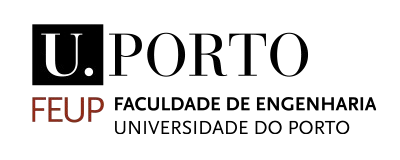 U.PORTO
FEUP FACULDADE DE ENGENHARIA
UNIVERSIDADE DO PORTO